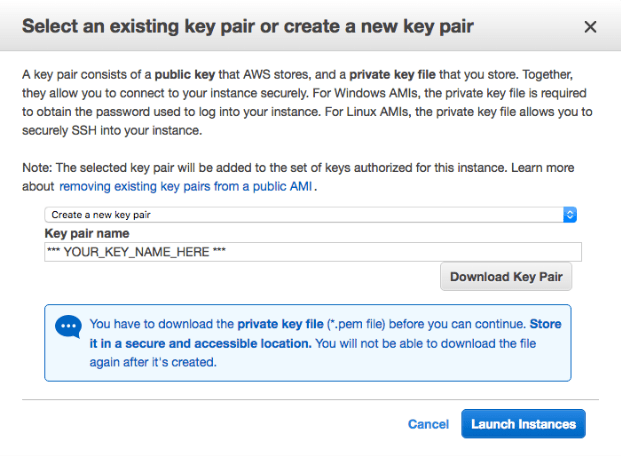 Select an existing key pair or create a new key pair
A key pair consists of a public key that AWS stores, and a private key file that you store. Together,
they allow you to connect to your instance securely. For Windows AMIs, the private key file is required
to obtain the password used to log into your instance. For Linux AMIs, the private key file allows you to
securely SSH into your instance.
Note: The selected key pair will be added to the set of keys authorized for this instance. Learn more
about removing existing key pairs from a public AMI.
Create a new key pair
Key pair name
*** YOUR_KEY_NAME_HERE ***
Download Key Pair
You have to download the private key file (*.pem file) before you can continue. Store
it in a secure and accessible location. You will not be able to download the file
again after it's created.
Cancel Launch Instances